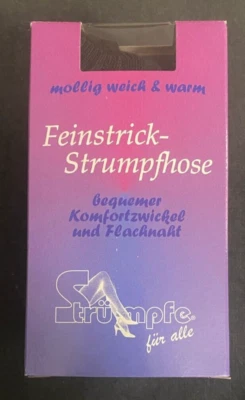 mollig weich & warm
Feinstrick-
Strumpfhose
bequemer
Komfortzwickel
und Flachnaht
Strümpfe®
für alle